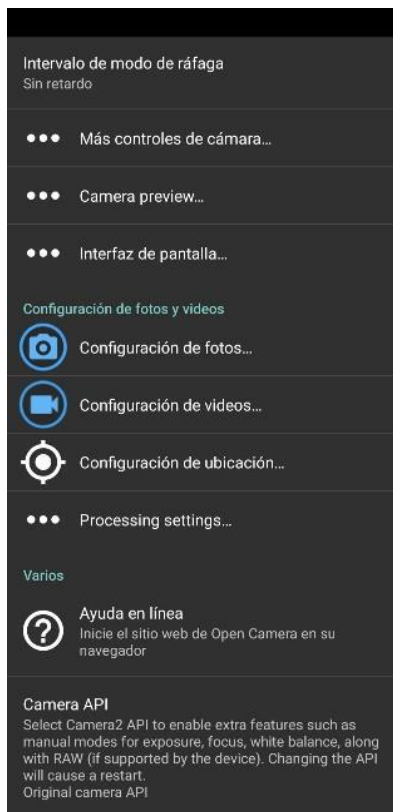 Intervalo de modo de ráfaga
Sin retardo
Más controles de cámara...
Camera preview...
Interfaz de pantalla...
Configuración de fotos y videos
Configuración de fotos...
Configuración de videos...
Configuración de ubicación...
Processing settings...
Varios
Ayuda en línea
Inicie el sitio web de Open Camera en su
navegador
Camera API
Select Camera2 API to enable extra features such as
manual modes for exposure, focus, white balance, along
with RAW (if supported by the device). Changing the API
will cause a restart.
Original camera API